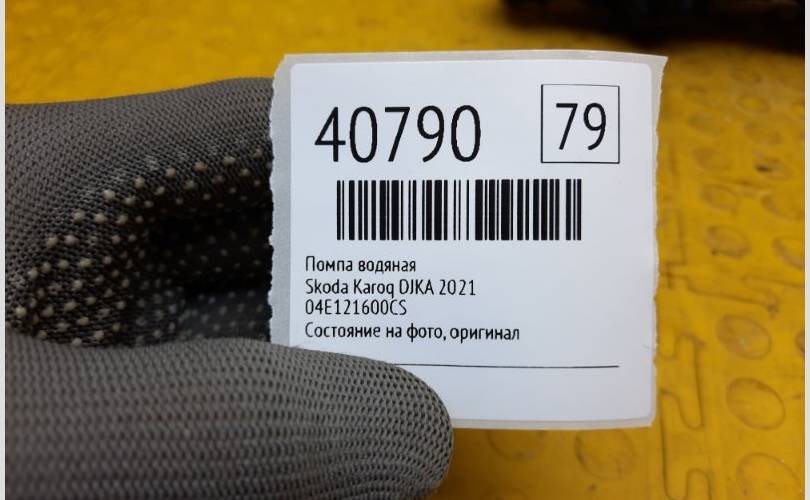 40790
79
Помпа водяная
Skoda Karoq DJKA 2021
04E121600CS
Состояние на фото, оригинал